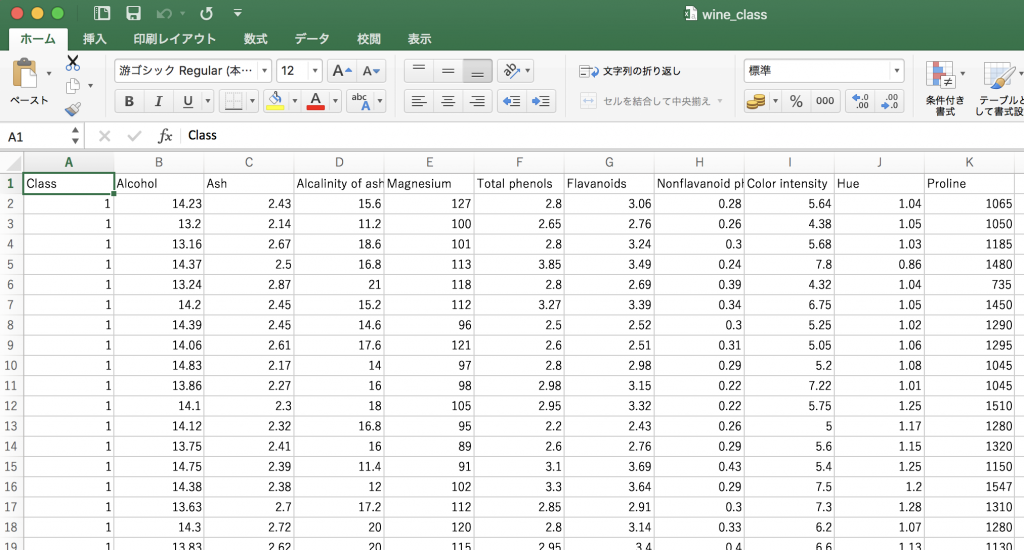 wine_class
ホーム 挿入 印刷レイアウト 数式 データ 校閲 表示
ペースト
游ゴシック Regular (本… 12 A A
B I U A abc A
文字列の折り返し
セルを結合して中央揃え
標準
% 000 .0 .00 .00 .0
条件付き
書式
テーブルと
して書式設
A1 fx Class
A B C D E F G H I J K
1 Class Alcohol Ash Alcalinity of ash Magnesium Total phenols Flavanoids Nonflavanoid ph Color intensity Hue Proline
2 1 14.23 2.43 15.6 127 2.8 3.06 0.28 5.64 1.04 1065
3 1 13.2 2.14 11.2 100 2.65 2.76 0.26 4.38 1.05 1050
4 1 13.16 2.67 18.6 101 2.8 3.24 0.3 5.68 1.03 1185
5 1 14.37 2.5 16.8 113 3.85 3.49 0.24 7.8 0.86 1480
6 1 13.24 2.87 21 118 2.8 2.69 0.39 4.32 1.04 735
7 1 14.2 2.45 15.2 112 3.27 3.39 0.34 6.75 1.05 1450
8 1 14.39 2.45 14.6 96 2.5 2.52 0.3 5.25 1.02 1290
9 1 14.06 2.61 17.6 121 2.6 2.51 0.31 5.05 1.06 1295
10 1 14.83 2.17 14 97 2.8 2.98 0.29 5.2 1.08 1045
11 1 13.86 2.27 16 98 2.98 3.15 0.22 7.22 1.01 1045
12 1 14.1 2.3 18 105 2.95 3.32 0.22 5.75 1.25 1510
13 1 14.12 2.32 16.8 95 2.2 2.43 0.26 5 1.17 1280
14 1 13.75 2.41 16 89 2.6 2.76 0.29 5.6 1.15 1320
15 1 14.75 2.39 11.4 91 3.1 3.69 0.43 5.4 1.25 1150
16 1 14.38 2.38 12 102 3.3 3.64 0.29 7.5 1.2 1547
17 1 13.63 2.7 17.2 112 2.85 2.91 0.3 7.3 1.28 1310
18 1 14.3 2.72 20 120 2.8 3.14 0.33 6.2 1.07 1280
19 1 13.83 2.62 20 115 2.95 3.4 0.4 6.6 1.13 1130